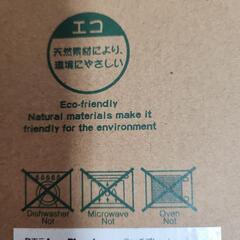 エコ
天然素材により、
環境にやさしい
Eco-friendly
Natural materials make it
friendly for the environment
Dishwasher
Not
Microwave
Not
Oven
Not